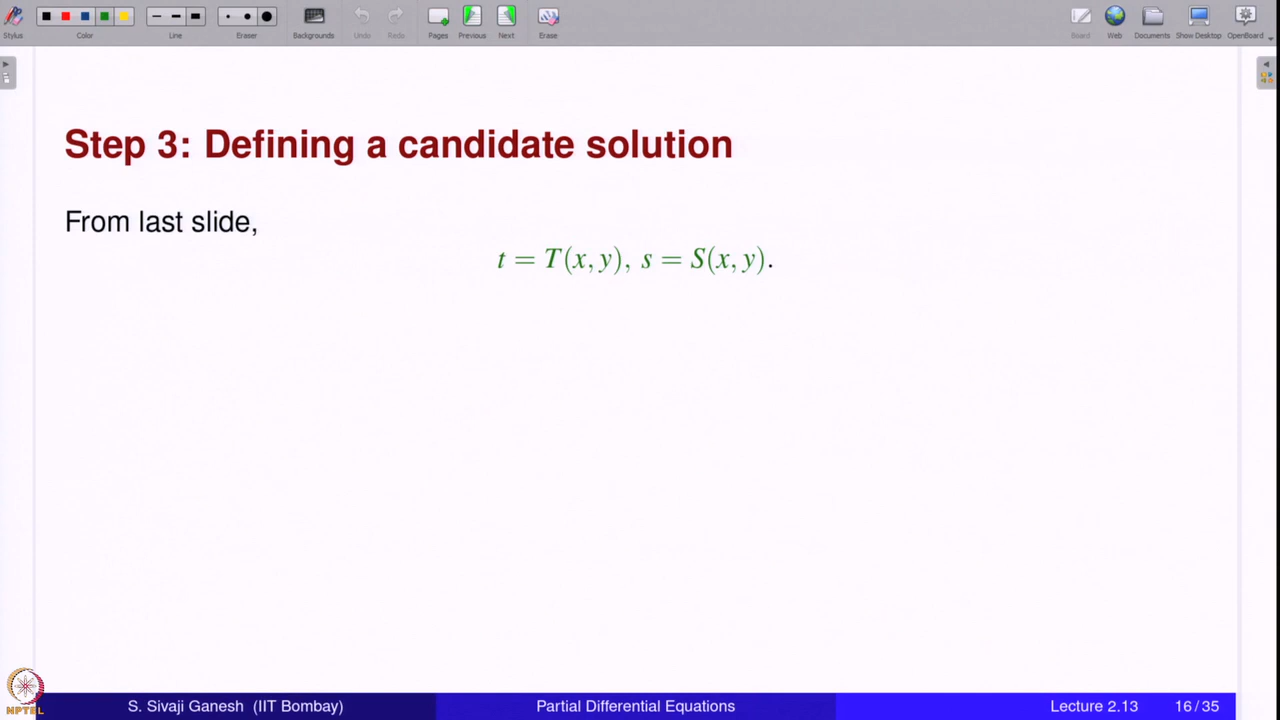 Stylus Color Line Eraser Backgrounds Undo Redo Pages Previous Next Erase Board Web Documents Show Desktop OpenBoard
Step 3: Defining a candidate solution
From last slide,
t = T(x, y), s = S(x, y).
NPTEL
S. Sivaji Ganesh (IIT Bombay) Partial Differential Equations Lecture 2.13 16/35